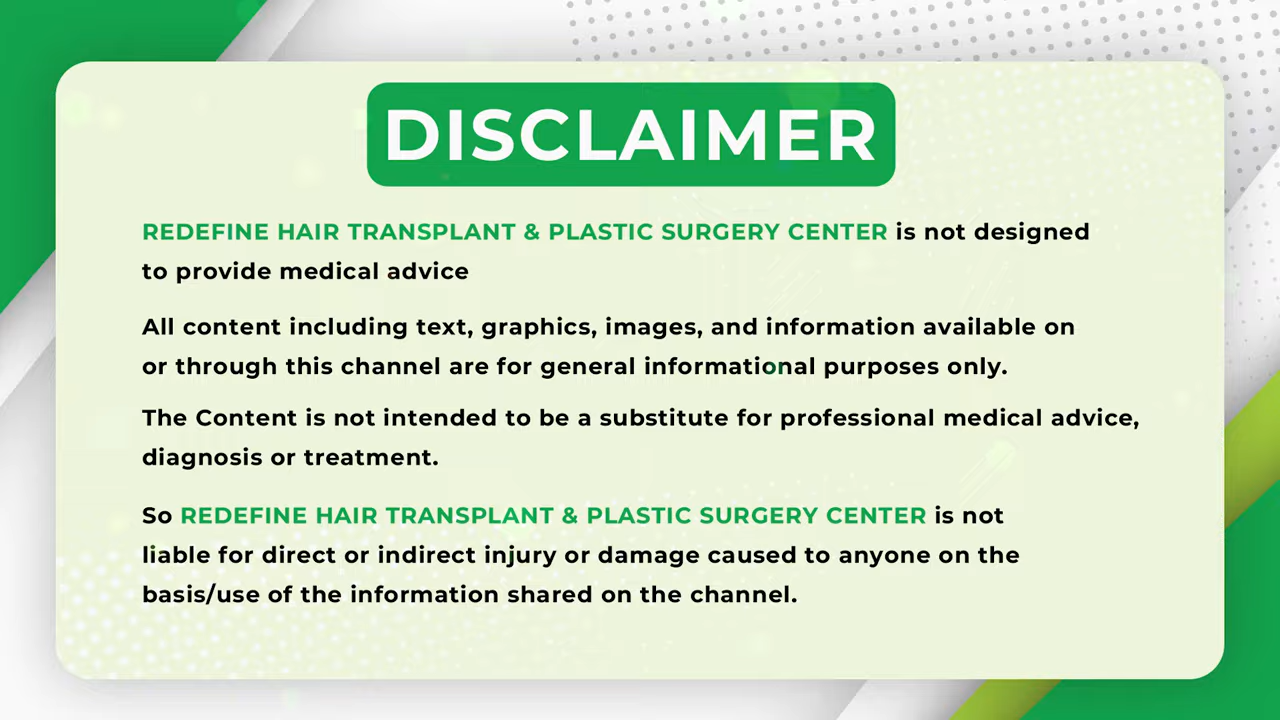 DISCLAIMER
REDEFINE HAIR TRANSPLANT & PLASTIC SURGERY CENTER is not designed
to provide medical advice
All content including text, graphics, images, and information available on
or through this channel are for general informational purposes only.
The Content is not intended to be a substitute for professional medical advice,
diagnosis or treatment.
So REDEFINE HAIR TRANSPLANT & PLASTIC SURGERY CENTER is not
liable for direct or indirect injury or damage caused to anyone on the
basis/use of the information shared on the channel.